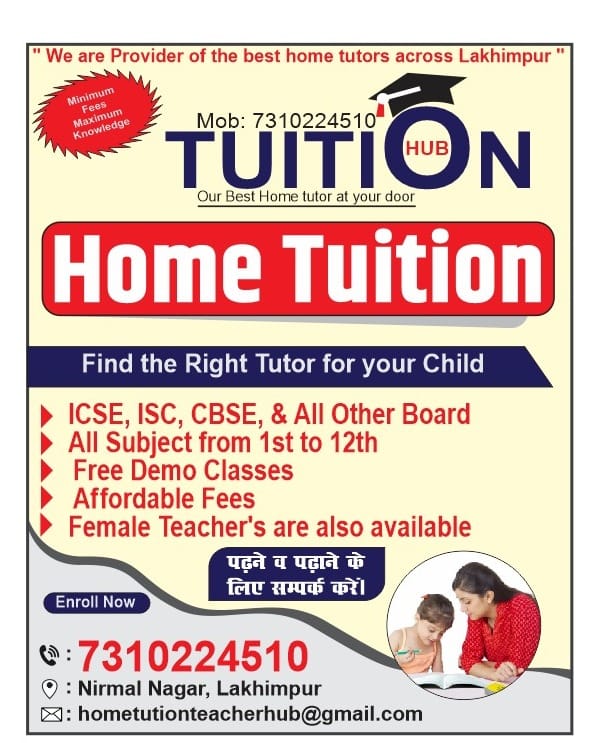 " We are Provider of the best home tutors across Lakhimpur "
Minimum
Fees
Maximum
Knowledge
Mob: 7310224510
TUITION
HUB
Our Best Home tutor at your door
Home Tuition
Find the Right Tutor for your Child
ICSE, ISC, CBSE, & All Other Board
All Subject from 1st to 12th
Free Demo Classes
Affordable Fees
Female Teacher's are also available
पढ़ने व पढ़ाने के
लिए सम्पर्क करें।
Enroll Now
: 7310224510
: Nirmal Nagar, Lakhimpur
: hometutionteacherhub@gmail.com